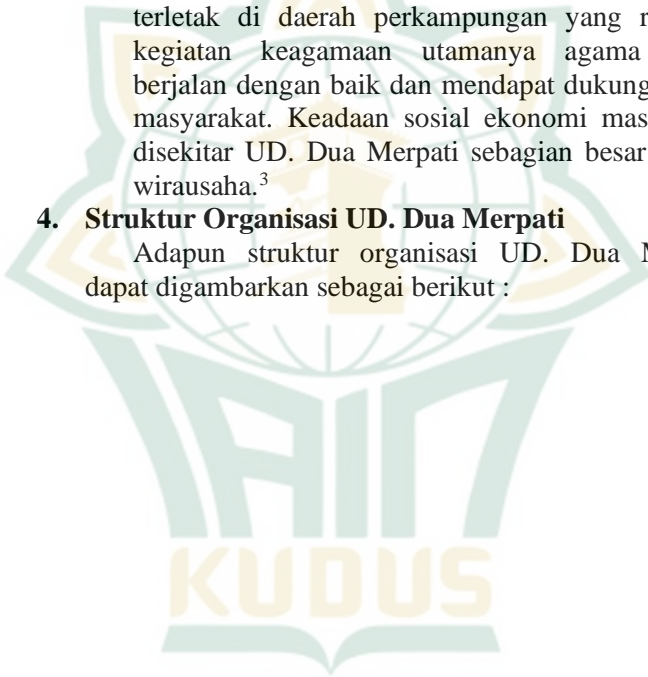 terletak di daerah perkampungan yang r
kegiatan keagamaan utamanya agama
berjalan dengan baik dan mendapat dukung
masyarakat. Keadaan sosial ekonomi mas
disekitar UD. Dua Merpati sebagian besar
wirausaha.3
4. Struktur Organisasi UD. Dua Merpati
Adapun struktur organisasi UD. Dua M
dapat digambarkan sebagai berikut :
IAIN
KUDUS